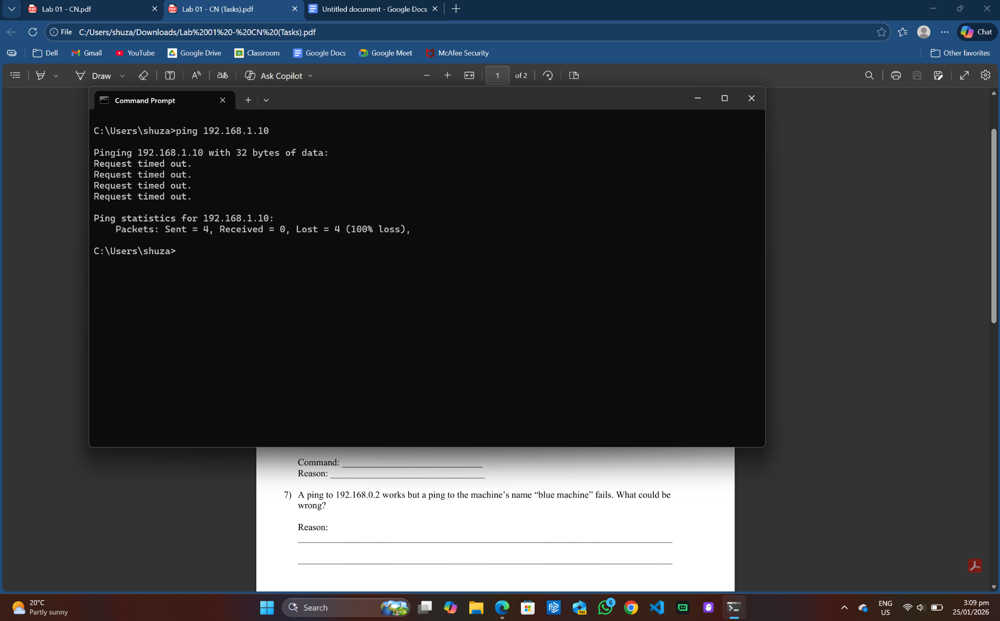 Lab 01 - CN.pdf
Lab 01 - CN (Tasks).pdf
Untitled document - Google Docs
File C:/Users/shuza/Downloads/Lab%2001%20-%20CN%20(Tasks).pdf
Chat
Dell Gmail YouTube Google Drive Classroom Google Docs Google Meet McAfee Security Other favorites
Draw Ask Copilot 1 of 2
Command Prompt
C:\Users\shuza>ping 192.168.1.10
Pinging 192.168.1.10 with 32 bytes of data:
Request timed out.
Request timed out.
Request timed out.
Request timed out.
Ping statistics for 192.168.1.10:
Packets: Sent = 4, Received = 0, Lost = 4 (100% loss),
C:\Users\shuza>
Command: ______________________________
Reason: _________________________________
7) A ping to 192.168.0.2 works but a ping to the machine’s name “blue machine” fails. What could be
wrong?
Reason:
20°C
Partly sunny
Search
PRE
6
ENG
US
3:09 pm
25/01/2026